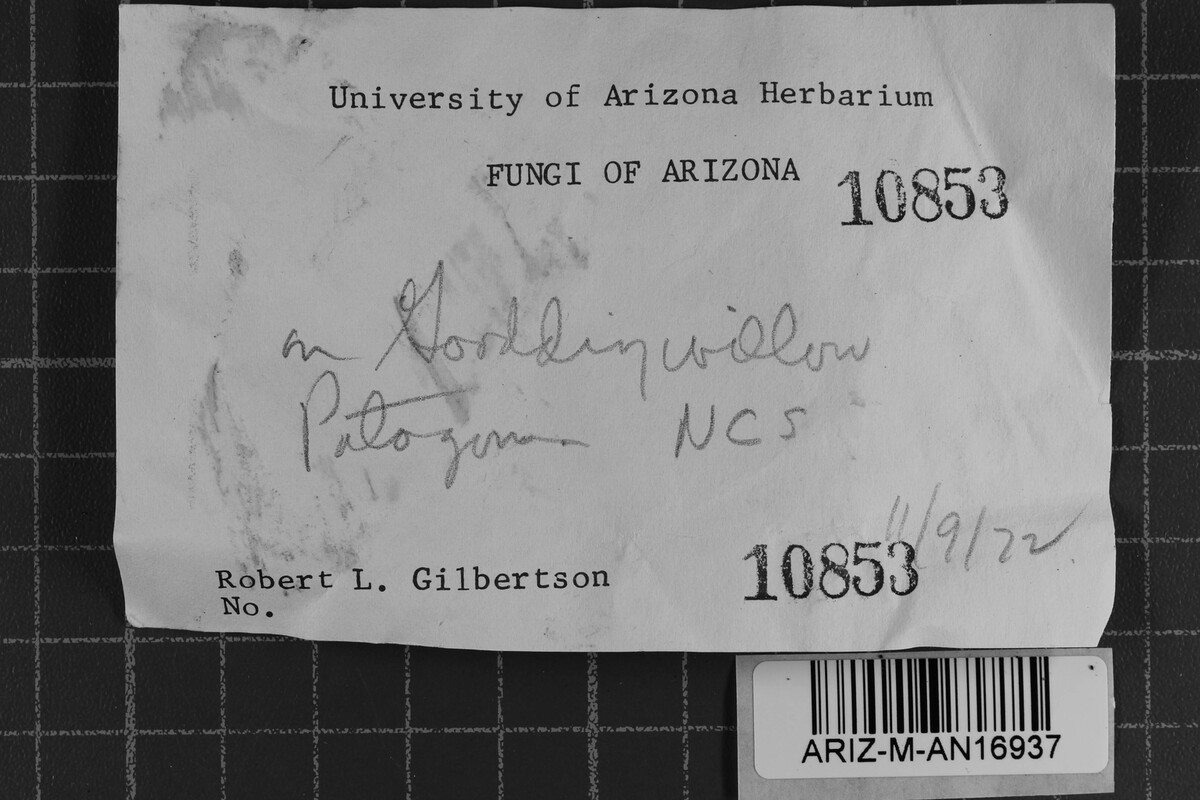 University of Arizona Herbarium
FUNGI OF ARIZONA 10853
on Goodding willow
Patagonia NCS
11/9/72
Robert L. Gilbertson 10853
No.
ARIZ-M-AN16937